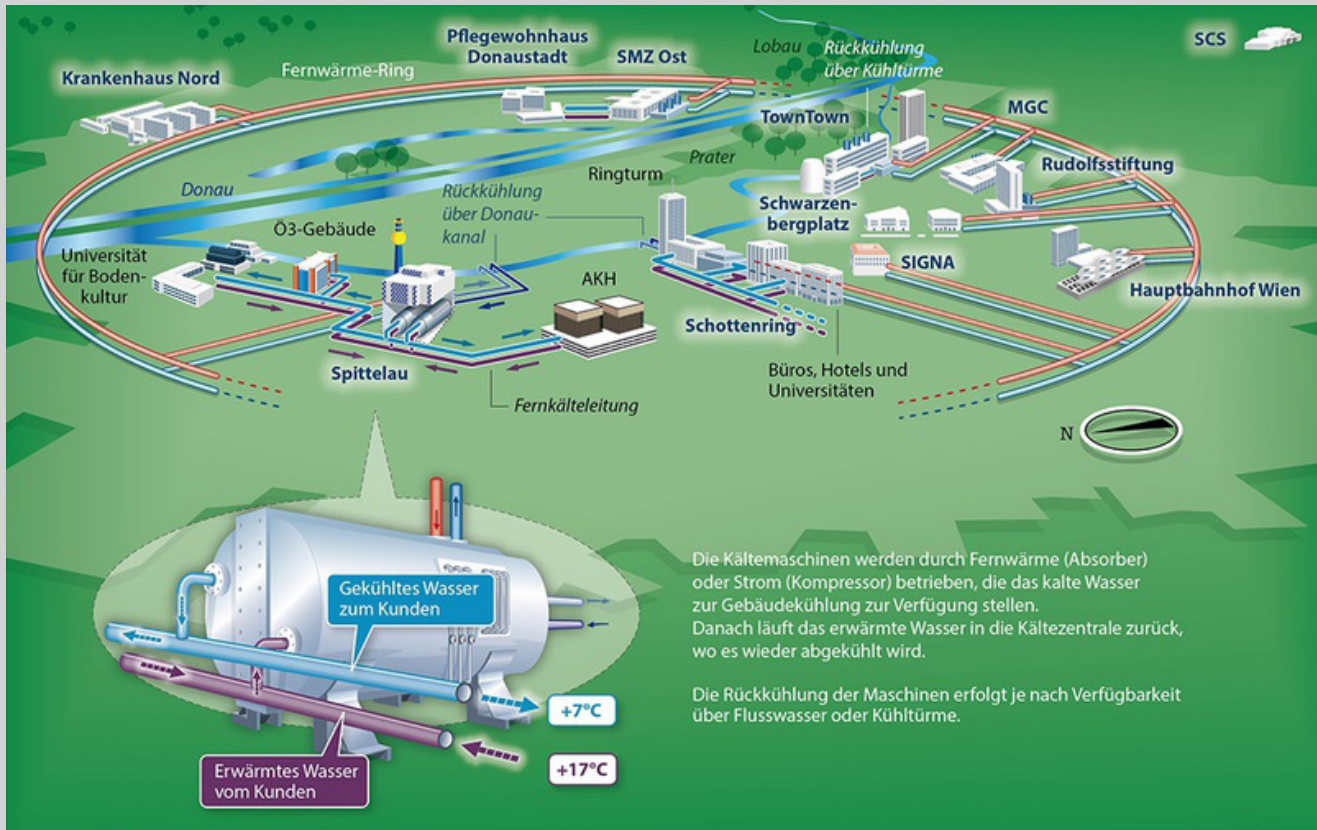 SCS
Pflegewohnhaus
Donaustadt
SMZ Ost
Lobau
Rückkühlung
über Kühltürme
Krankenhaus Nord
Fernwärme-Ring
TownTown
MGC
Prater
Ringturm
Rudolfsstiftung
Donau
Rückkühlung
über Donau-
kanal
Schwarzen-
bergplatz
Ö3-Gebäude
Universität
für Boden-
kultur
AKH
SIGNA
Hauptbahnhof Wien
Schottenring
Spittelau
Büros, Hotels und
Universitäten
Fernkälteleitung
N
Gekühltes Wasser
zum Kunden
+7°C
+17°C
Erwärmtes Wasser
vom Kunden
Die Kältemaschinen werden durch Fernwärme (Absorber)
oder Strom (Kompressor) betrieben, die das kalte Wasser
zur Gebäudekühlung zur Verfügung stellen.
Danach läuft das erwärmte Wasser in die Kältezentrale zurück,
wo es wieder abgekühlt wird.
Die Rückkühlung der Maschinen erfolgt je nach Verfügbarkeit
über Flusswasser oder Kühltürme.